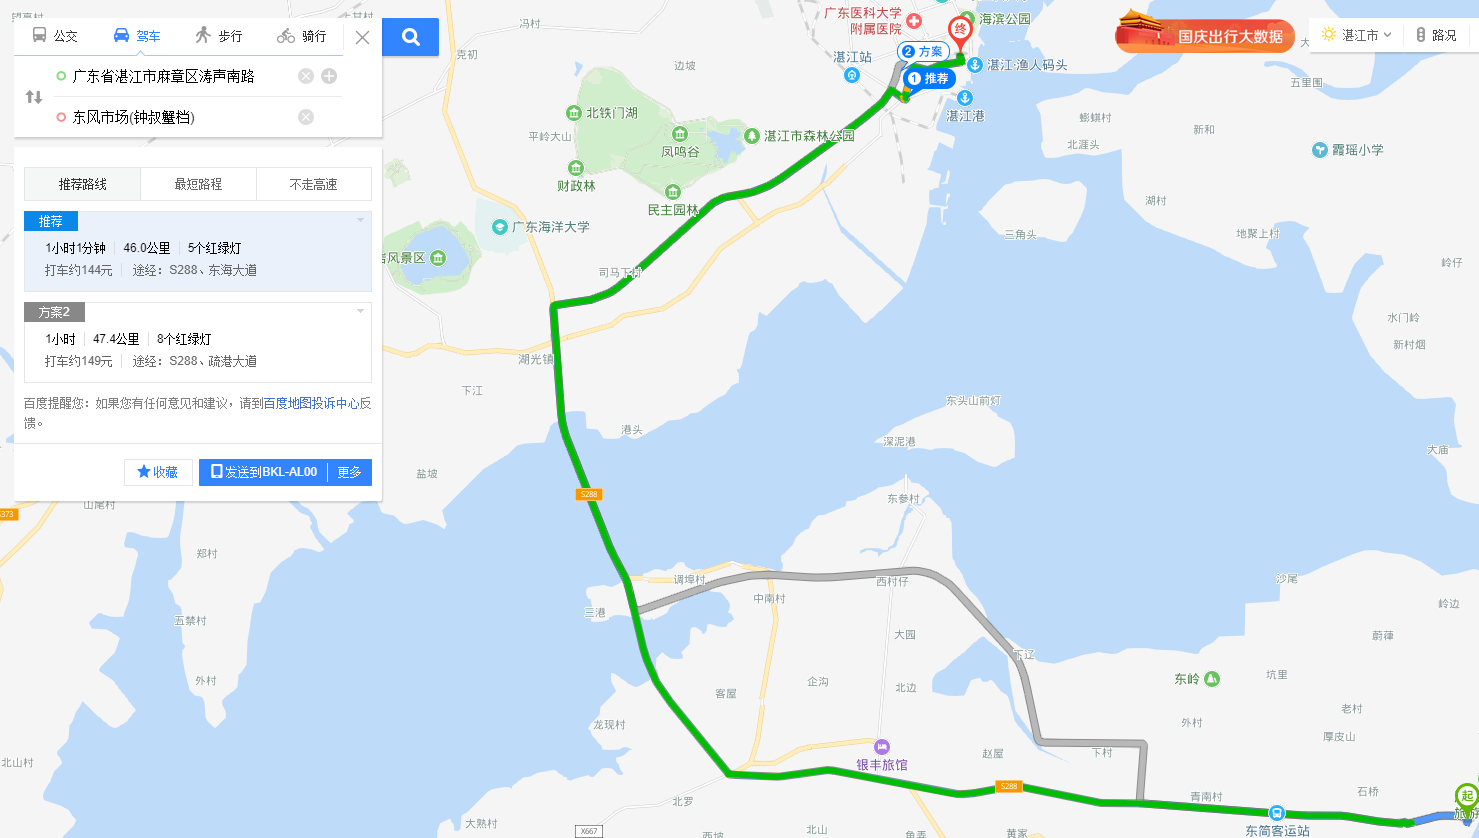 公交
驾车
步行
骑行
广东省湛江市麻章区涛声南路
东风市场(钟叔蟹档)
推荐路线
最短路程
不走高速
推荐
1小时1分钟 46.0公里 5个红绿灯
打车约144元 途经：S288、东海大道
方案2
1小时 47.4公里 8个红绿灯
打车约149元 途经：S288、疏港大道
百度提醒您：如果您有任何意见和建议，请到百度地图投诉中心反
馈。
收藏
发送到BKL-AL00
更多
国庆出行大数据
湛江市
路况
冯村
克初
边坡
广东医科大学
附属医院
海滨公园
终
2 方案
1 推荐
湛江站
湛江·渔人码头
湛江港
五里围
蟛蜞村
新和
北涯头
霞瑶小学
北铁门湖
平岭大山
凤鸣谷
湛江市森林公园
财政林
民主园林
广东海洋大学
湖村
三角头
地聚上村
岭仔
风景区
司马下村
水门岭
新村烟
湖光镇
下江
东头山前灯
港头
深泥港
大庙
盐坡
S288
东参村
山尾村
S373
郑村
调埠村
西村仔
沙尾
中南村
三港
岭边
五禁村
大园
蔚葎
下辽
外村
企沟
北边
客屋
东岭
坑里
老村
龙现村
外村
厚皮山
北山村
银丰旅馆
赵屋
下村
S288
青南村
石桥
起
北罗
东简客运站
大熟村
X667
西坡
北山
鱼弄
黄家